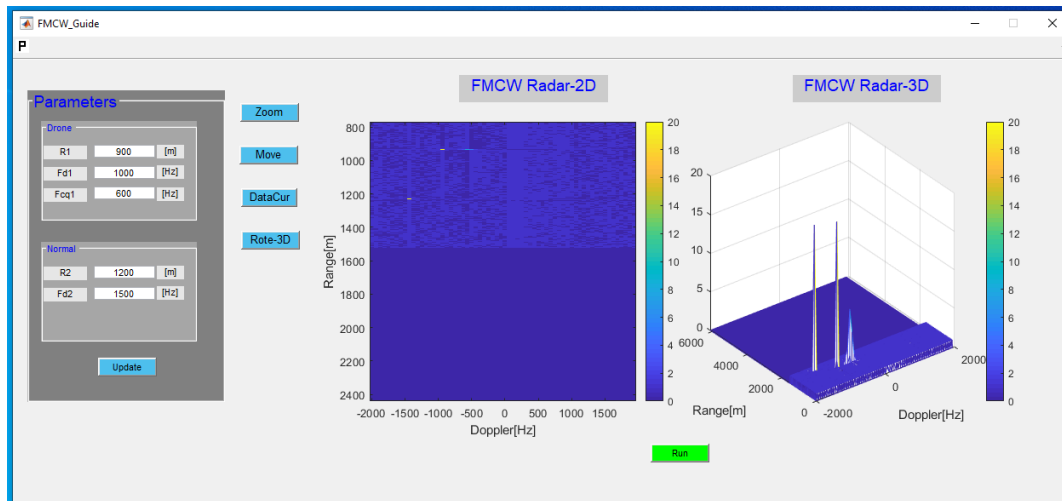 FMCW_Guide
P
Parameters
Drone
R1 900 [m]
Fd1 1000 [Hz]
Fcq1 600 [Hz]
Normal
R2 1200 [m]
Fd2 1500 [Hz]
Update
Zoom
Move
DataCur
Rote-3D
FMCW Radar-2D
800
1000
1200
1400
1600
1800
2000
2200
2400
Range[m]
-2000 -1500 -1000 -500 0 500 1000 1500
Doppler[Hz]
20
18
16
14
12
10
8
6
4
2
0
FMCW Radar-3D
20
15
10
5
0
6000
4000
2000
0
Range[m]
-2000
0
2000
Doppler[Hz]
20
18
16
14
12
10
8
6
4
2
0
Run